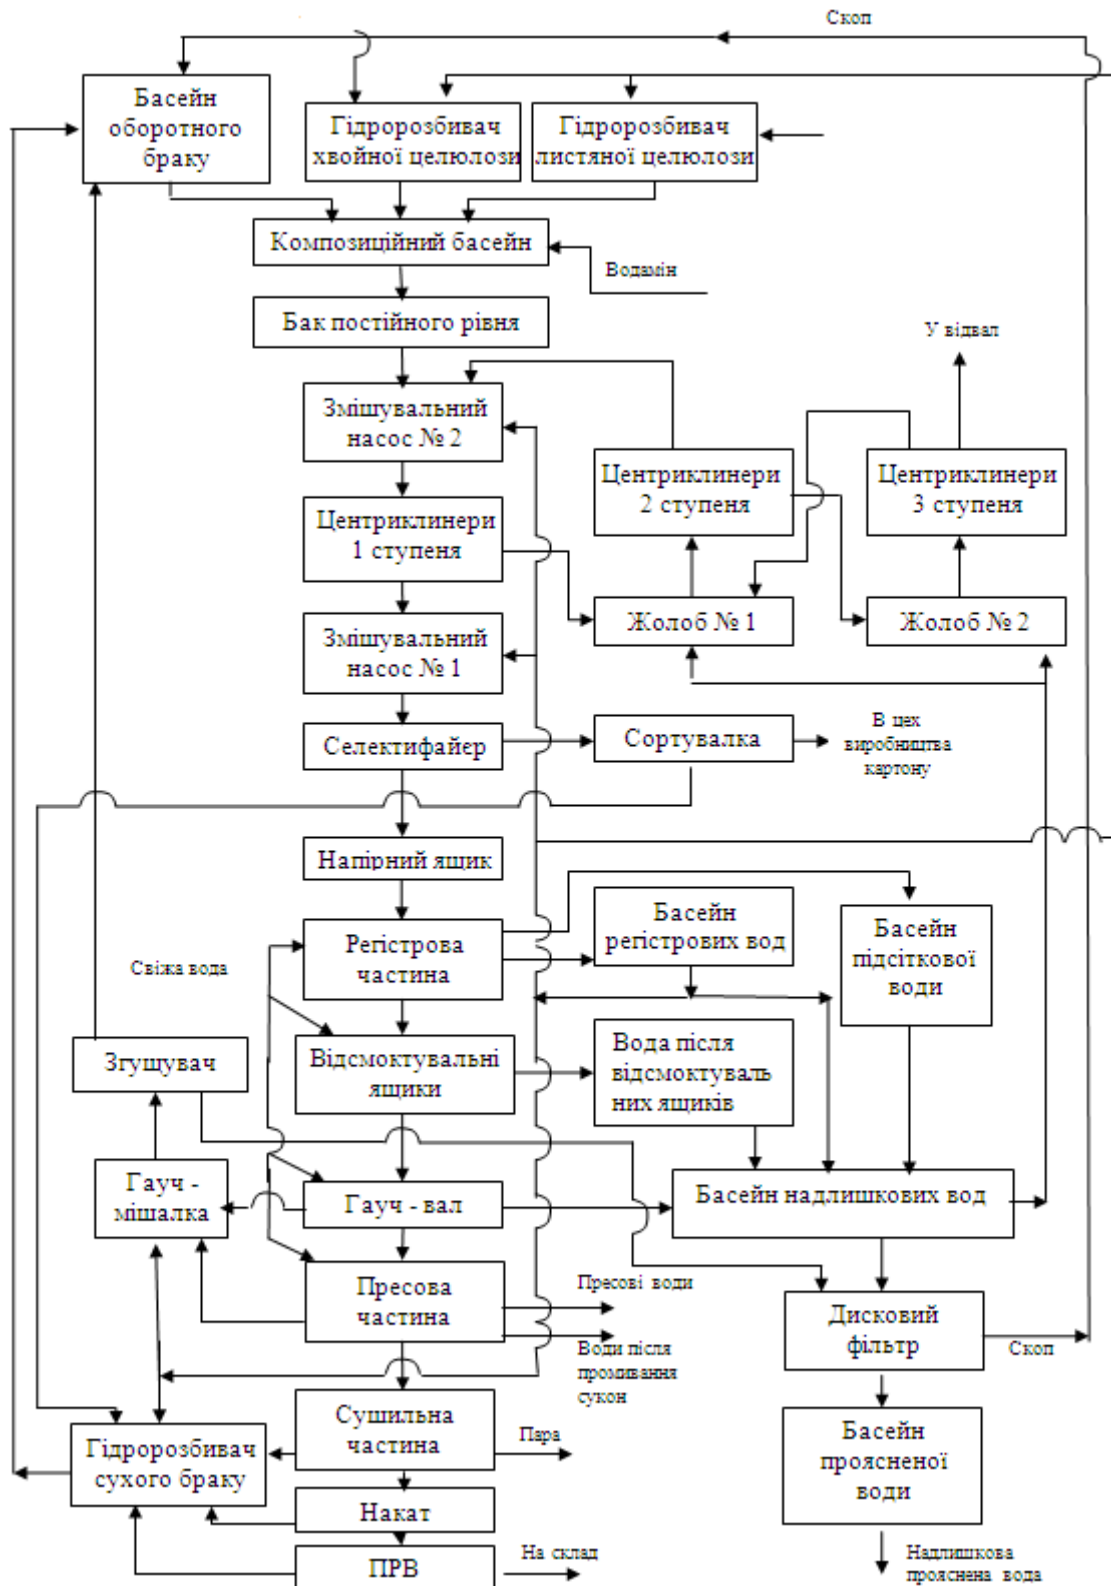 Скоп
Басейн
оборотного
браку
Гідророзбивач
хвойної целюлози
Гідророзбивач
листяної целюлози
Композиційний басейн
Водамін
Бак постійного рівня
У відвал
Змішувальний
насос № 2
Центриклинери
2 ступеня
Центриклинери
3 ступеня
Центриклинери
1 ступеня
Жолоб № 1
Жолоб № 2
Змішувальний
насос № 1
Селектифайєр
Сортувалка
В цех
виробництва
картону
Напірний ящик
Басейн
регістрових вод
Басейн
підсіткової
води
Регістрова
частина
Свіжа вода
Згущувач
Відсмоктувальні
ящики
Вода після
відсмоктуваль
них ящиків
Гауч -
мішалка
Гауч - вал
Басейн надлишкових вод
Пресова
частина
Пресові води
Води після
промивання
сукон
Дисковий
фільтр
Скоп
Сушильна
частина
Пара
Гідророзбивач
сухого браку
Басейн
проясненої
води
Накат
ПРВ
На склад
Надлишкова
прояснена вода